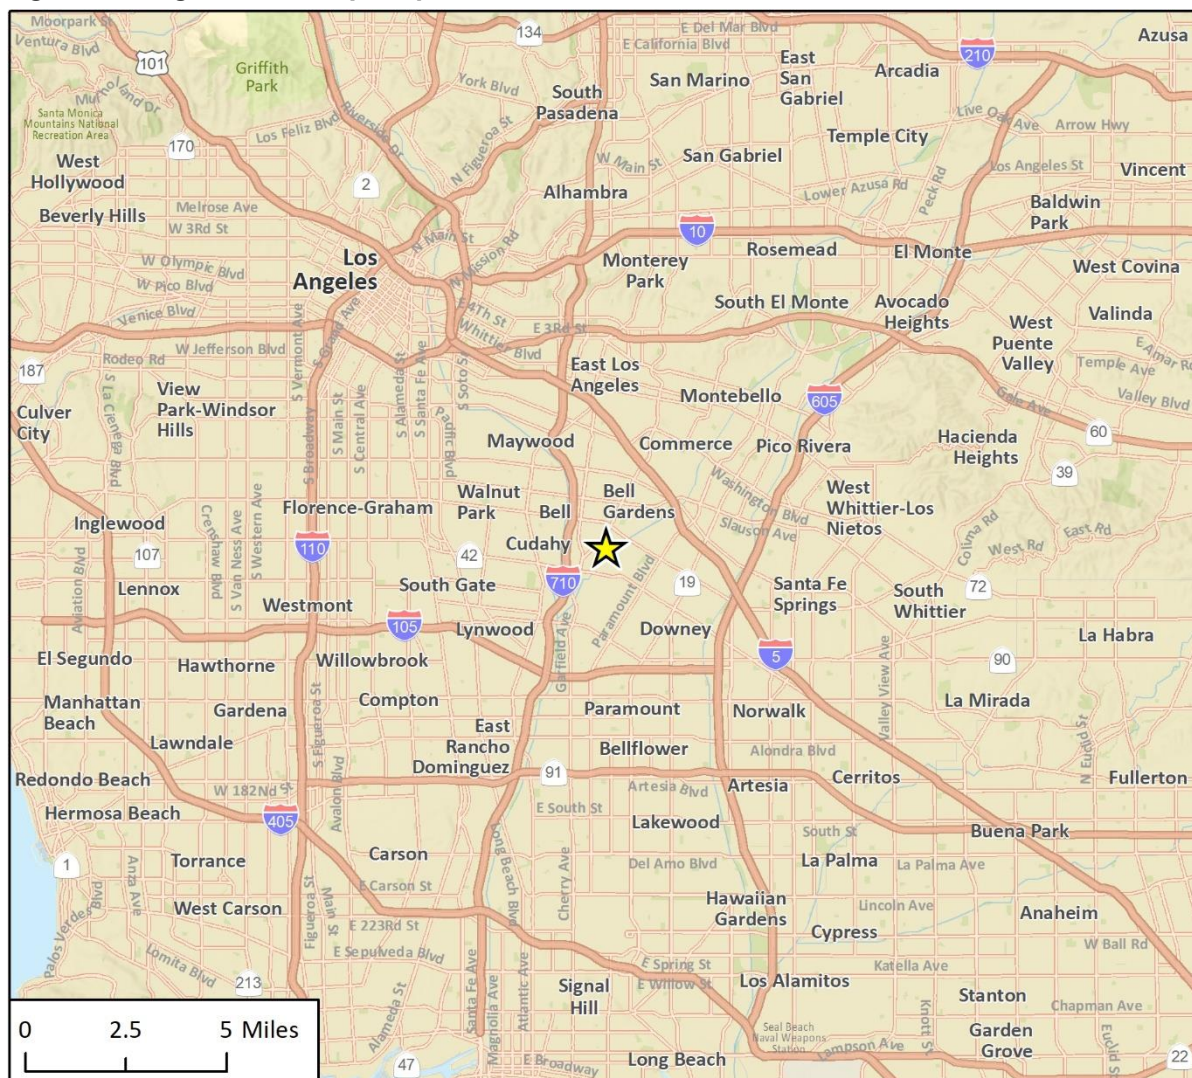 Moorpark St
Ventura Blvd
101
134
E Del Mar Blvd
E California Blvd
Azusa
210
Griffith
Park
York Blvd
San Marino
East
San
Gabriel
Arcadia
South
Pasadena
Santa Monica
Mountains National
Recreation Area
Los Feliz Blvd
Riverside Dr
N Figueroa St
Live Oak Ave
Arrow Hwy
Temple City
170
W Main St
San Gabriel
Los Angeles St
Vincent
West
Hollywood
2
Alhambra
Lower Azusa Rd
Peck Rd
Baldwin
Park
Beverly Hills
Melrose Ave
W 3Rd St
N Main St
N Mission Rd
10
Rosemead
El Monte
Los
Angeles
W Olympic Blvd
W Pico Blvd
Monterey
Park
West Covina
Venice Blvd
S Grand Ave
E 4Th St
Whittier Blvd
E 3Rd St
South El Monte
Avocado
Heights
Valinda
West
Puente
Valley
E Amar Rd
Temple Ave
Valley Blvd
187
Rodeo Rd
W Jefferson Blvd
S Vermont Ave
S Alameda St
S Santa Fe Ave
S Soto St
East Los
Angeles
Montebello
605
Gale Ave
60
Culver
City
View
Park-Windsor
Hills
S La Cienega Blvd
S Broadway
S Main St
S Central Ave
Pacific Blvd
Maywood
Commerce
Pico Rivera
Hacienda
Heights
39
Walnut
Park
Bell
Bell
Gardens
Washington Blvd
Slauson Ave
West
Whittier-Los
Nietos
Colima Rd
East Rd
West Rd
Florence-Graham
Inglewood
107
Crenshaw Blvd
S Van Ness Ave
S Western Ave
110
42
Cudahy
Paramount Blvd
19
Lennox
Aviation Blvd
South Gate
710
Santa Fe
Springs
South
Whittier
72
Westmont
105
Lynwood
Garfield Ave
Downey
La Habra
El Segundo
Hawthorne
Willowbrook
5
Valley View Ave
90
Manhattan
Beach
Gardena
Compton
Paramount
Norwalk
La Mirada
Lawndale
S Figueroa St
East
Rancho
Dominguez
Bellflower
Alondra Blvd
N Euclid St
Redondo Beach
W 182Nd St
Avalon Blvd
91
Artesia Blvd
Artesia
Cerritos
Fullerton
Hermosa Beach
405
E South St
Lakewood
South St
Buena Park
1
Torrance
Anza Ave
Carson
Long Beach Blvd
Cherry Ave
Del Amo Blvd
La Palma
La Palma Ave
Palos Verdes Blvd
West Carson
Figueroa St
Main St
E Carson St
E 223Rd St
Hawaiian
Gardens
Lincoln Ave
Anaheim
Cypress
W Ball Rd
Lomita Blvd
213
E Sepulveda Blvd
E Spring St
E Willow St
Los Alamitos
Katella Ave
Signal
Hill
Alameda St
Santa Fe Ave
Magnolia Ave
Atlantic Ave
Stanton
Knott St
Chapman Ave
Garden
Grove
Euclid St
Seal Beach
Naval Weapons
Station
Lampson Ave
47
E Broadway
Long Beach
22
0 2.5 5 Miles